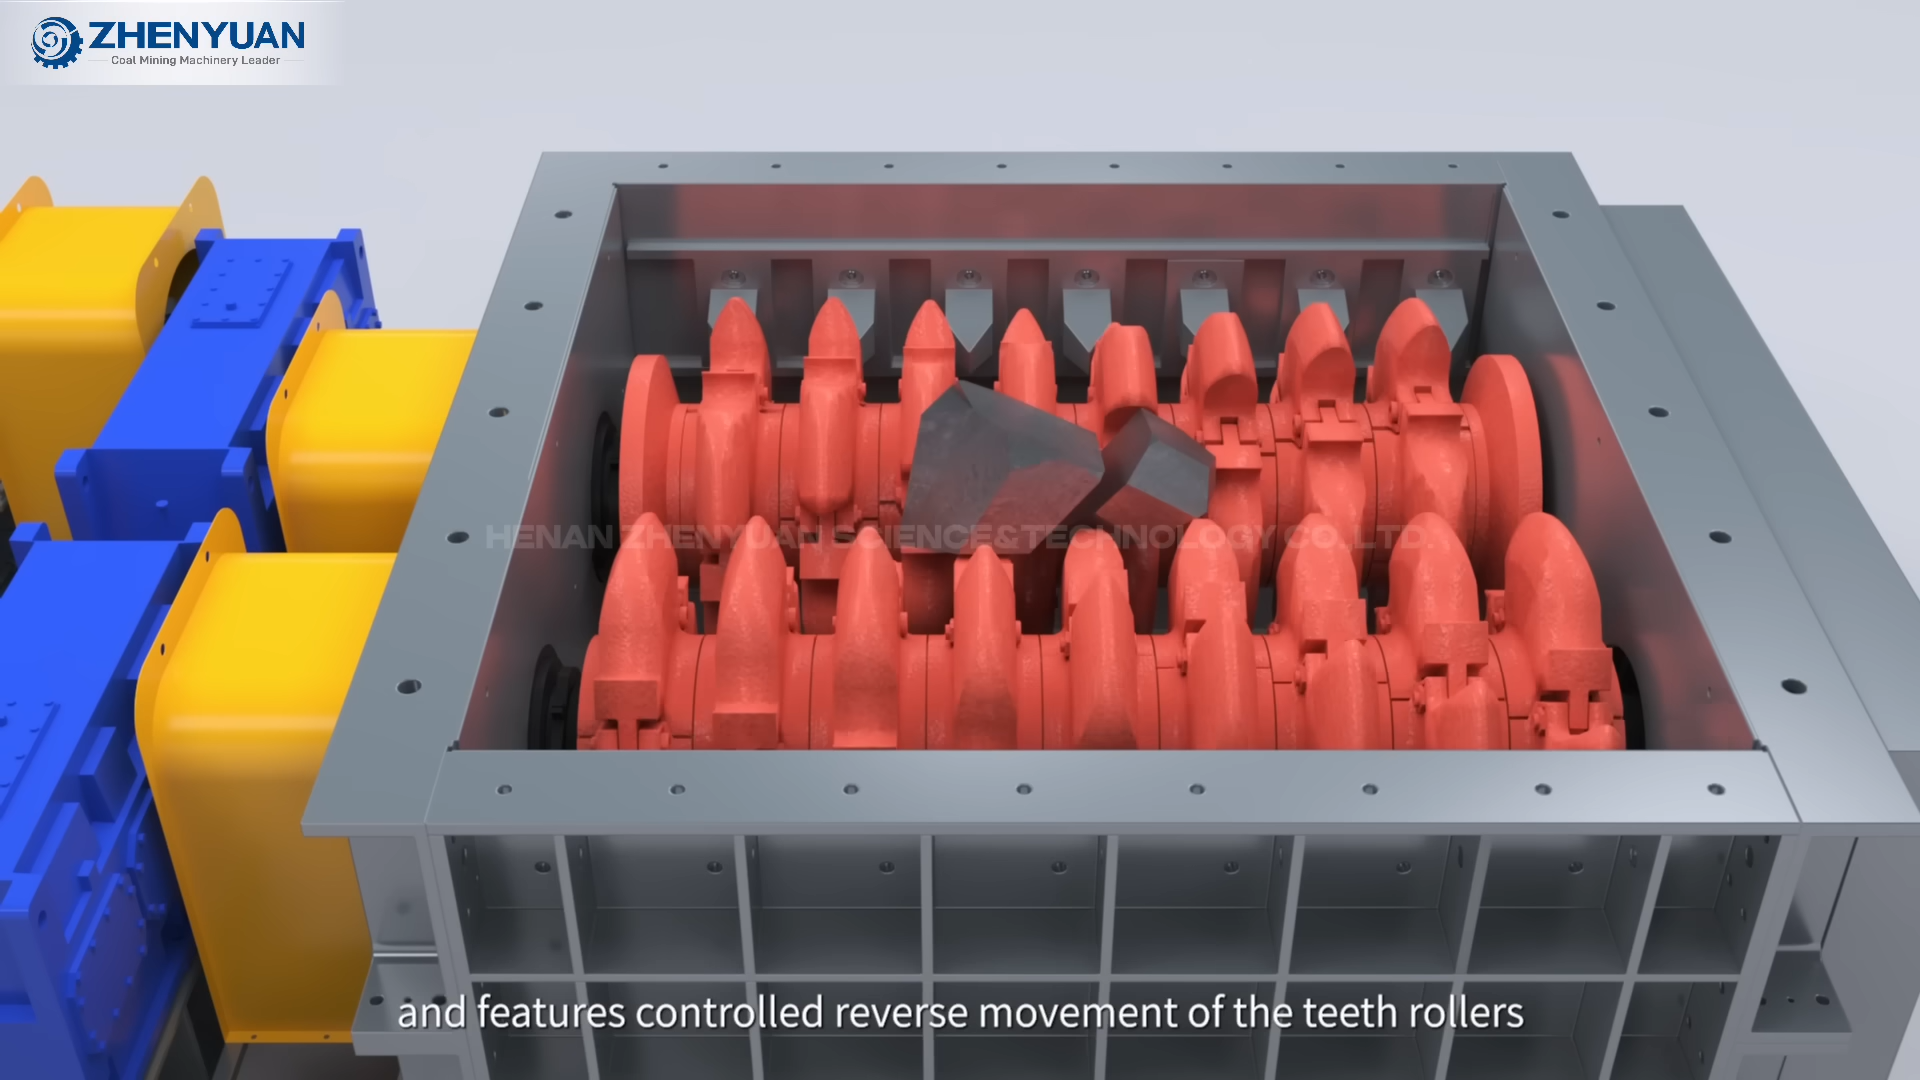 ZHENYUAN
Coal Mining Machinery Leader
HENAN ZHENYUAN SCIENCE&TECHNOLOGY CO.,LTD.
and features controlled reverse movement of the teeth rollers